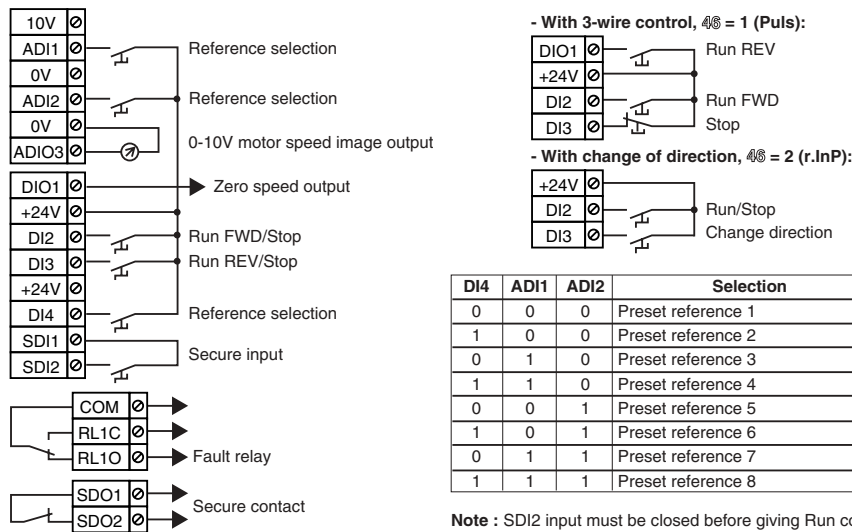 10V
ADI1 Reference selection
0V
ADI2 Reference selection
0V
ADIO3 0-10V motor speed image output
DIO1 Zero speed output
+24V
DI2 Run FWD/Stop
DI3 Run REV/Stop
+24V
DI4 Reference selection
SDI1
Secure input
SDI2
COM
RL1C
RL1O Fault relay
SDO1
Secure contact
SDO2
- With 3-wire control, 46 = 1 (Puls):
DIO1 Run REV
+24V
DI2 Run FWD
DI3 Stop
- With change of direction, 46 = 2 (r.InP):
+24V
DI2 Run/Stop
DI3 Change direction
DI4 ADI1 ADI2 Selection
0 0 0 Preset reference 1
1 0 0 Preset reference 2
0 1 0 Preset reference 3
1 1 0 Preset reference 4
0 0 1 Preset reference 5
1 0 1 Preset reference 6
0 1 1 Preset reference 7
1 1 1 Preset reference 8
Note : SDI2 input must be closed before giving Run